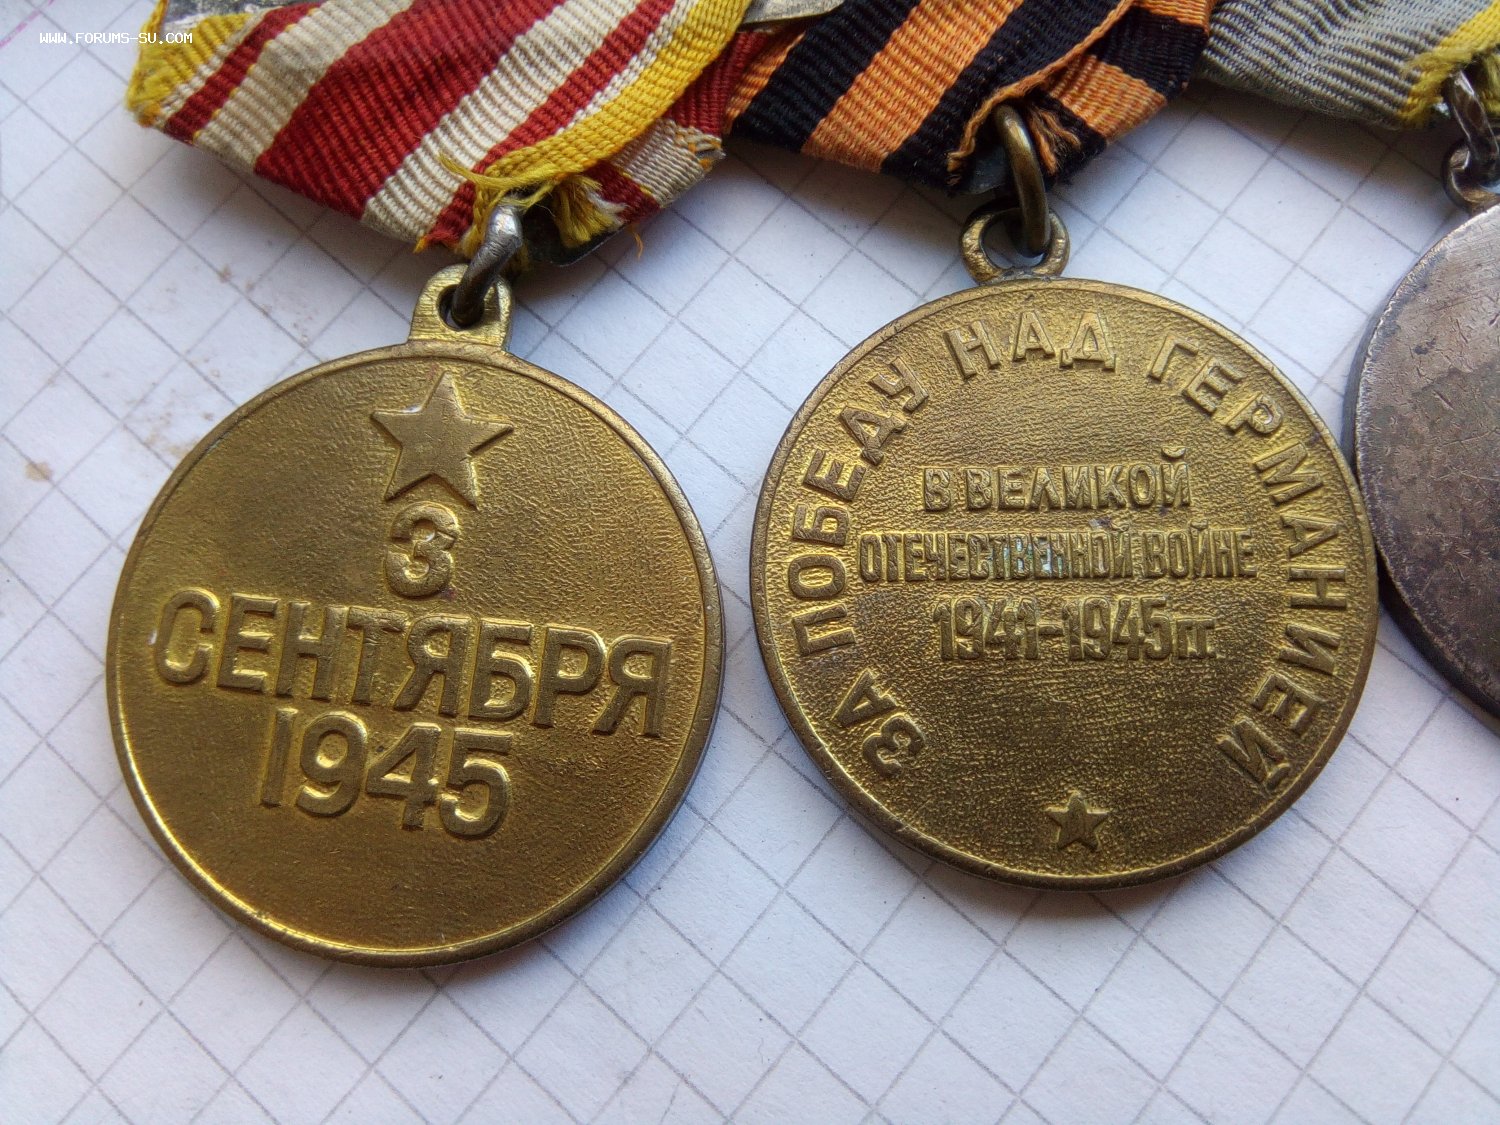 WWW.FORUMS-SU.COM
3
СЕНТЯБРЯ
1945
ЗА ПОБЕДУ НАД ГЕРМАНИЕЙ
В ВЕЛИКОЙ
ОТЕЧЕСТВЕННОЙ ВОЙНЕ
1941-1945 гг.